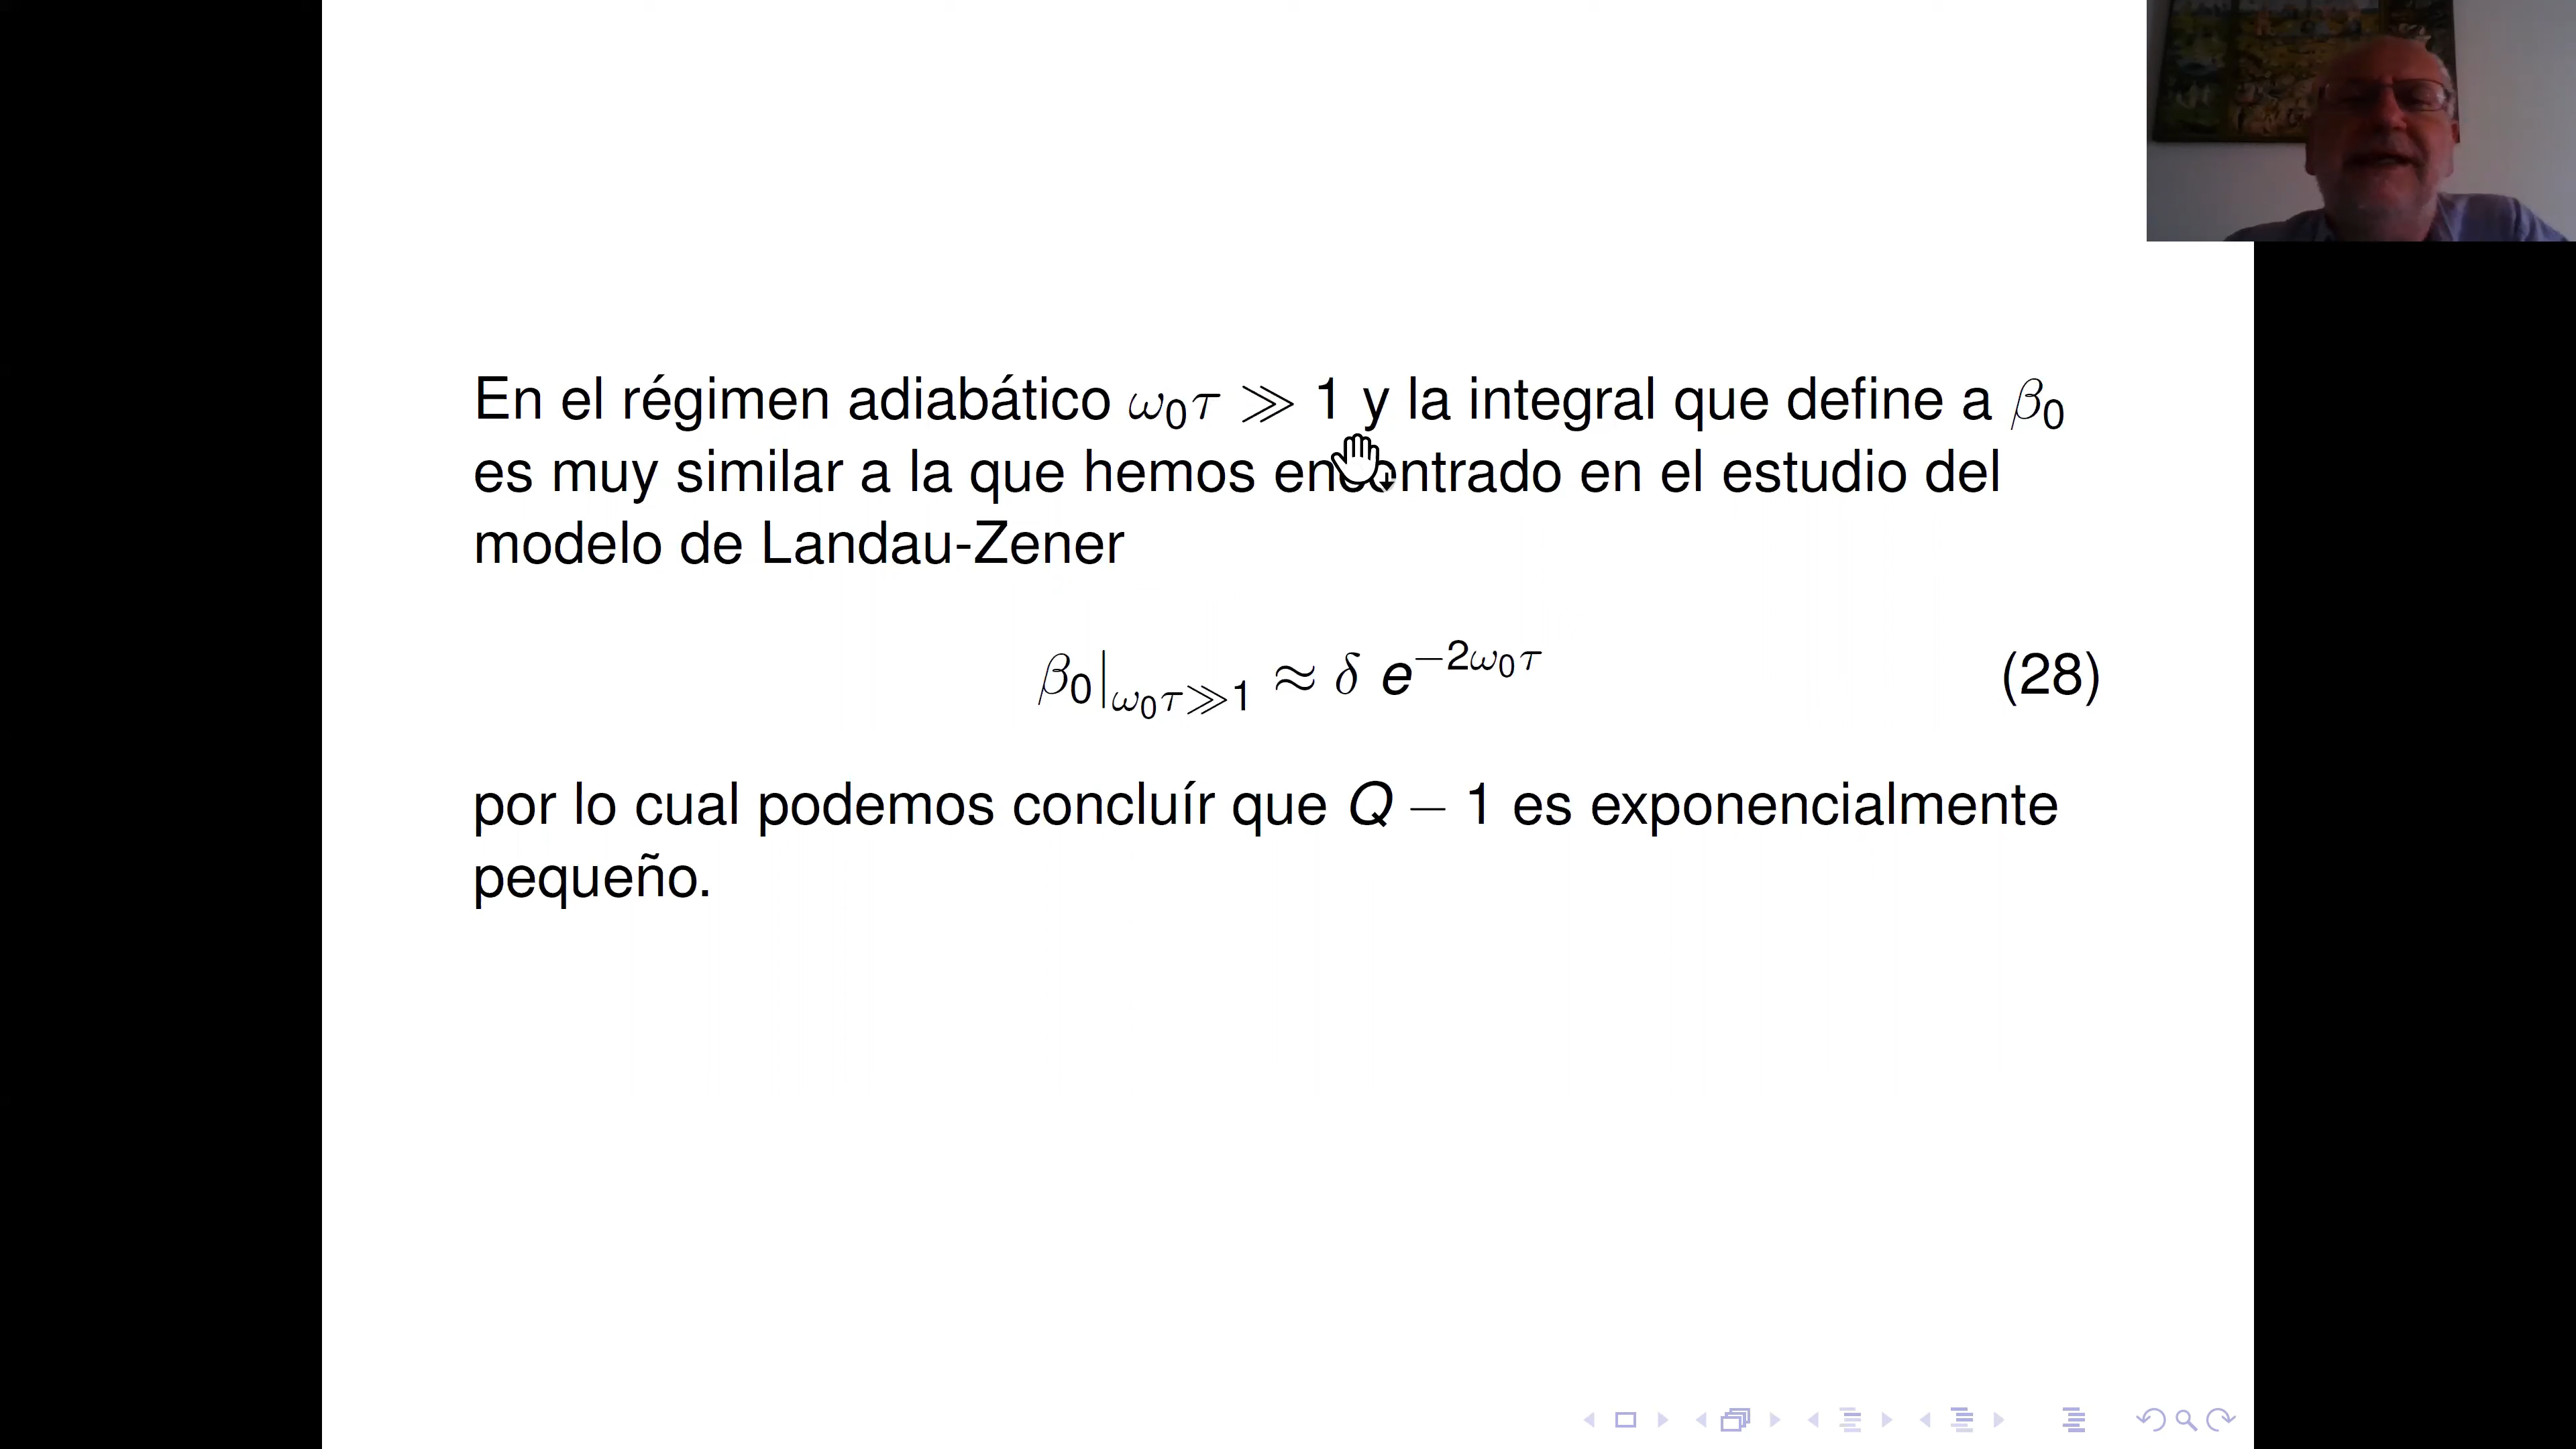 En el régimen adiabático ω₀τ ≫ 1 y la integral que define a β₀
es muy similar a la que hemos encontrado en el estudio del
modelo de Landau-Zener
β₀|_{ω₀τ≫1} ≈ δ e^{−2ω₀τ} (28)
por lo cual podemos concluír que Q − 1 es exponencialmente
pequeño.